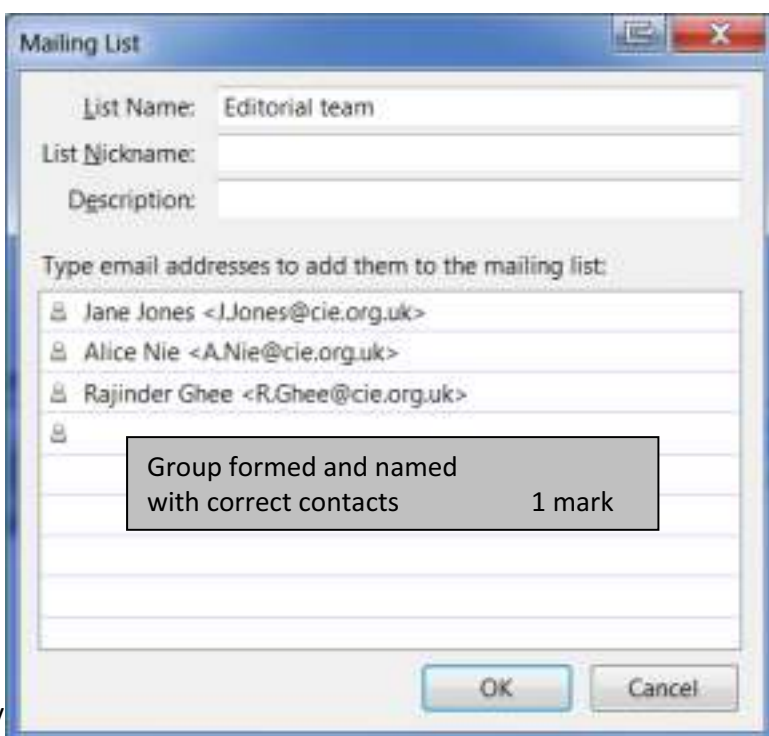 Mailing List
List Name: Editorial team
List Nickname:
Description:
Type email addresses to add them to the mailing list:
Jane Jones <J.Jones@cie.org.uk>
Alice Nie <A.Nie@cie.org.uk>
Rajinder Ghee <R.Ghee@cie.org.uk>
Group formed and named
with correct contacts 1 mark
OK Cancel